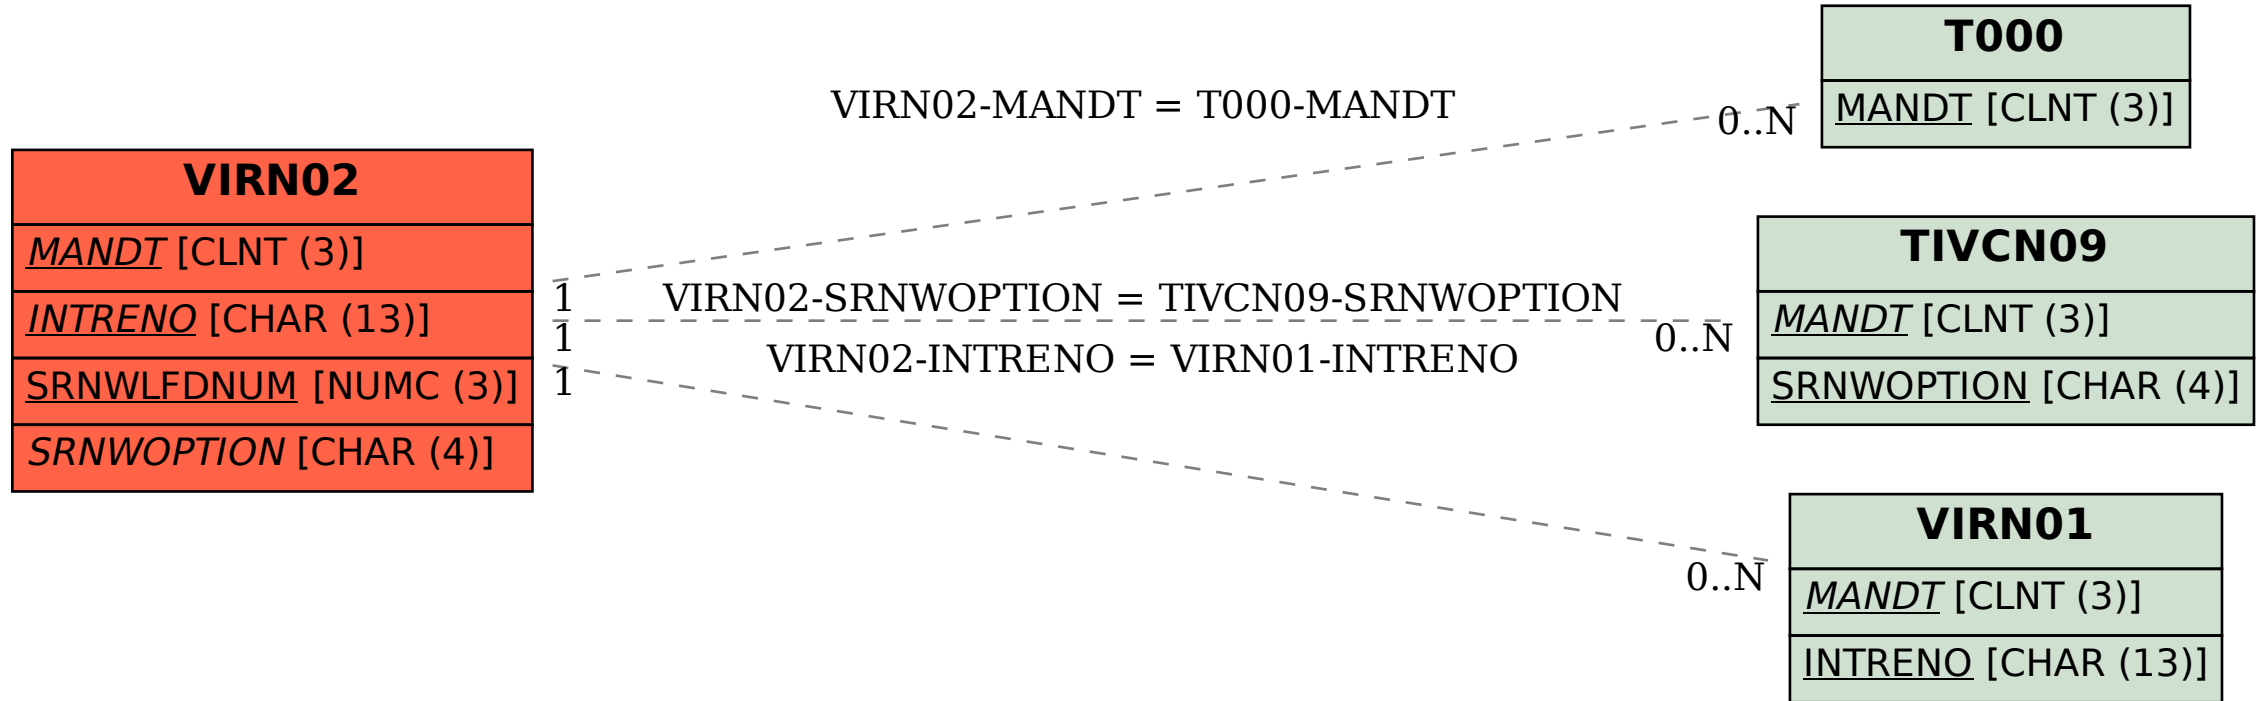 VIRN02
MANDT [CLNT (3)]
INTRENO [CHAR (13)]
SRNWLFDNUM [NUMC (3)]
SRNWOPTION [CHAR (4)]
VIRN02-MANDT = T000-MANDT
1
0..N
VIRN02-SRNWOPTION = TIVCN09-SRNWOPTION
1
0..N
VIRN02-INTRENO = VIRN01-INTRENO
1
0..N
T000
MANDT [CLNT (3)]
TIVCN09
MANDT [CLNT (3)]
SRNWOPTION [CHAR (4)]
VIRN01
MANDT [CLNT (3)]
INTRENO [CHAR (13)]